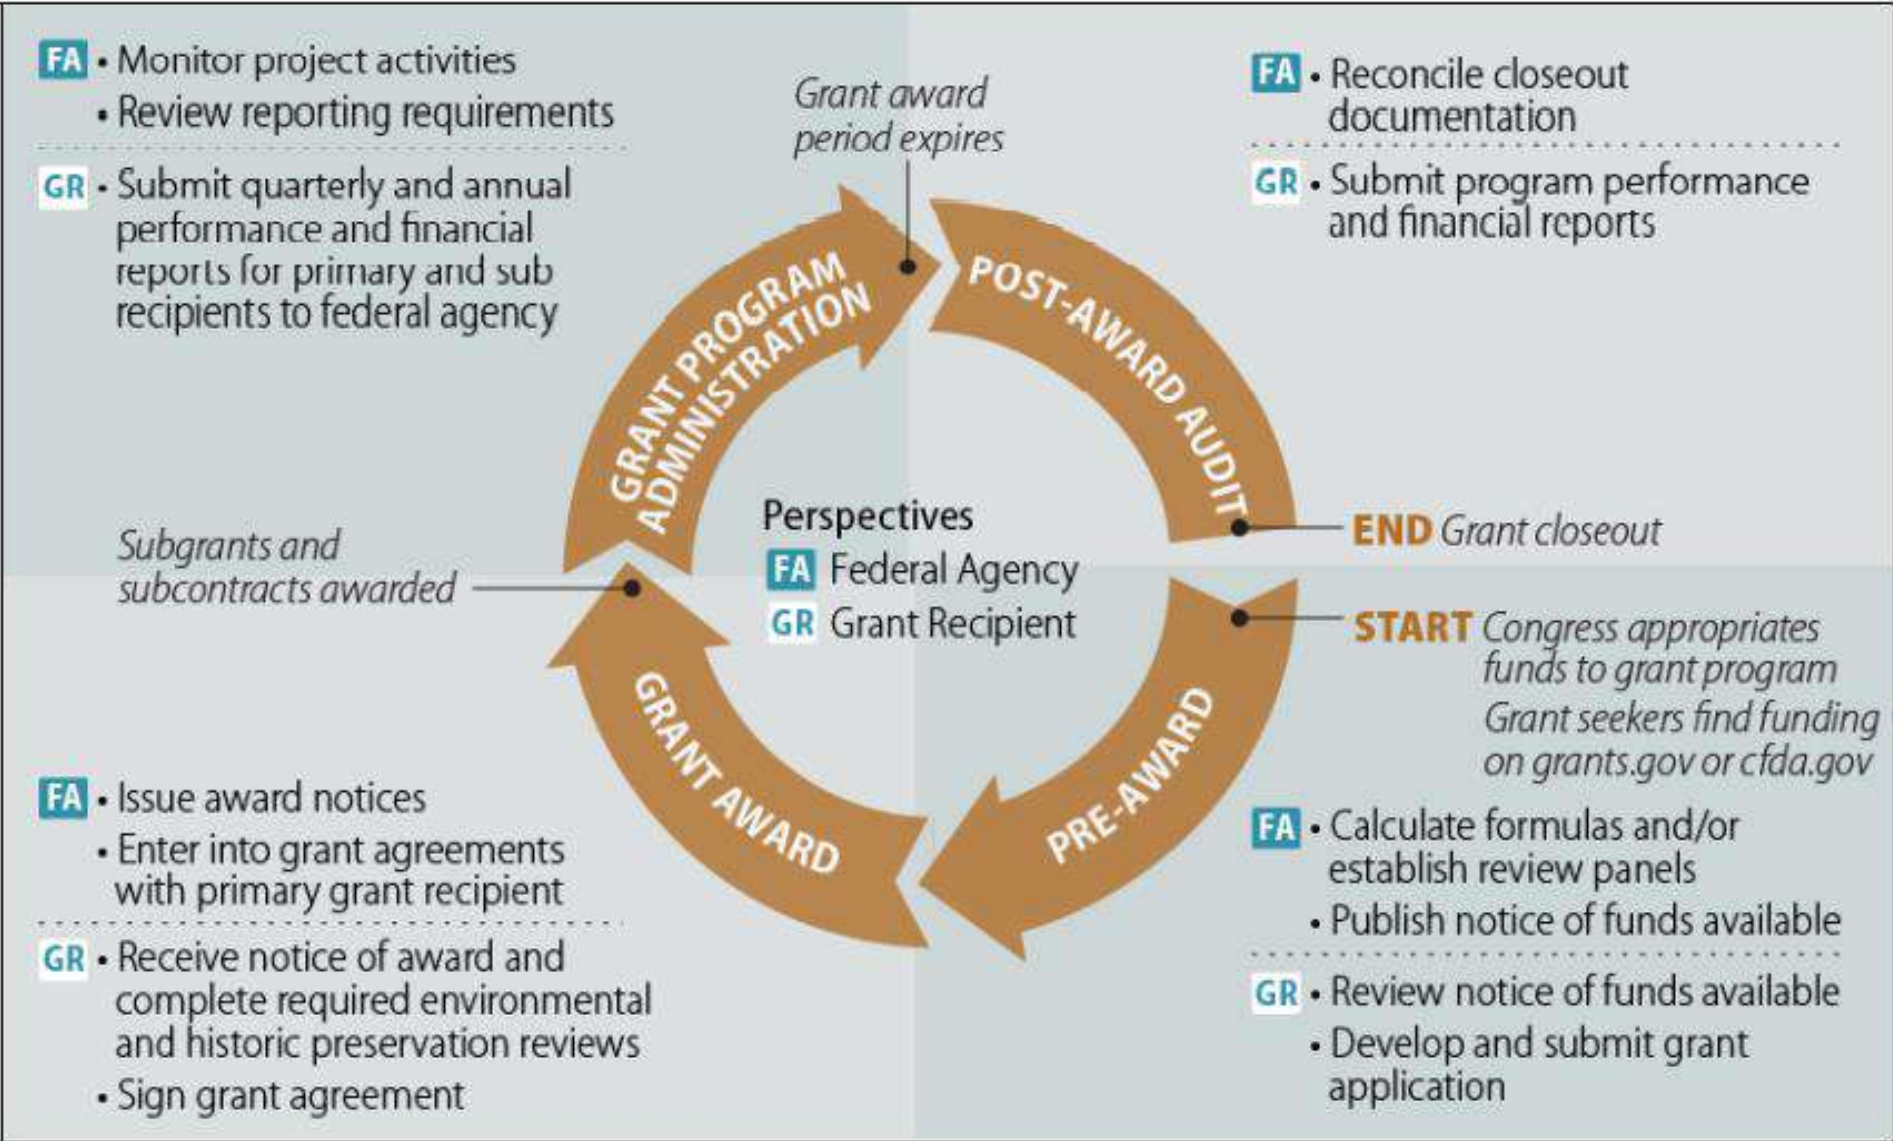 FA • Monitor project activities
• Review reporting requirements
GR • Submit quarterly and annual
performance and financial
reports for primary and sub
recipients to federal agency
Grant award
period expires
FA • Reconcile closeout
documentation
GR • Submit program performance
and financial reports
GRANT PROGRAM
ADMINISTRATION
POST-AWARD AUDIT
Perspectives
FA Federal Agency
GR Grant Recipient
Subgrants and
subcontracts awarded
END Grant closeout
START Congress appropriates
funds to grant program
Grant seekers find funding
on grants.gov or cfda.gov
GRANT AWARD
PRE-AWARD
FA • Issue award notices
• Enter into grant agreements
with primary grant recipient
GR • Receive notice of award and
complete required environmental
and historic preservation reviews
• Sign grant agreement
FA • Calculate formulas and/or
establish review panels
• Publish notice of funds available
GR • Review notice of funds available
• Develop and submit grant
application